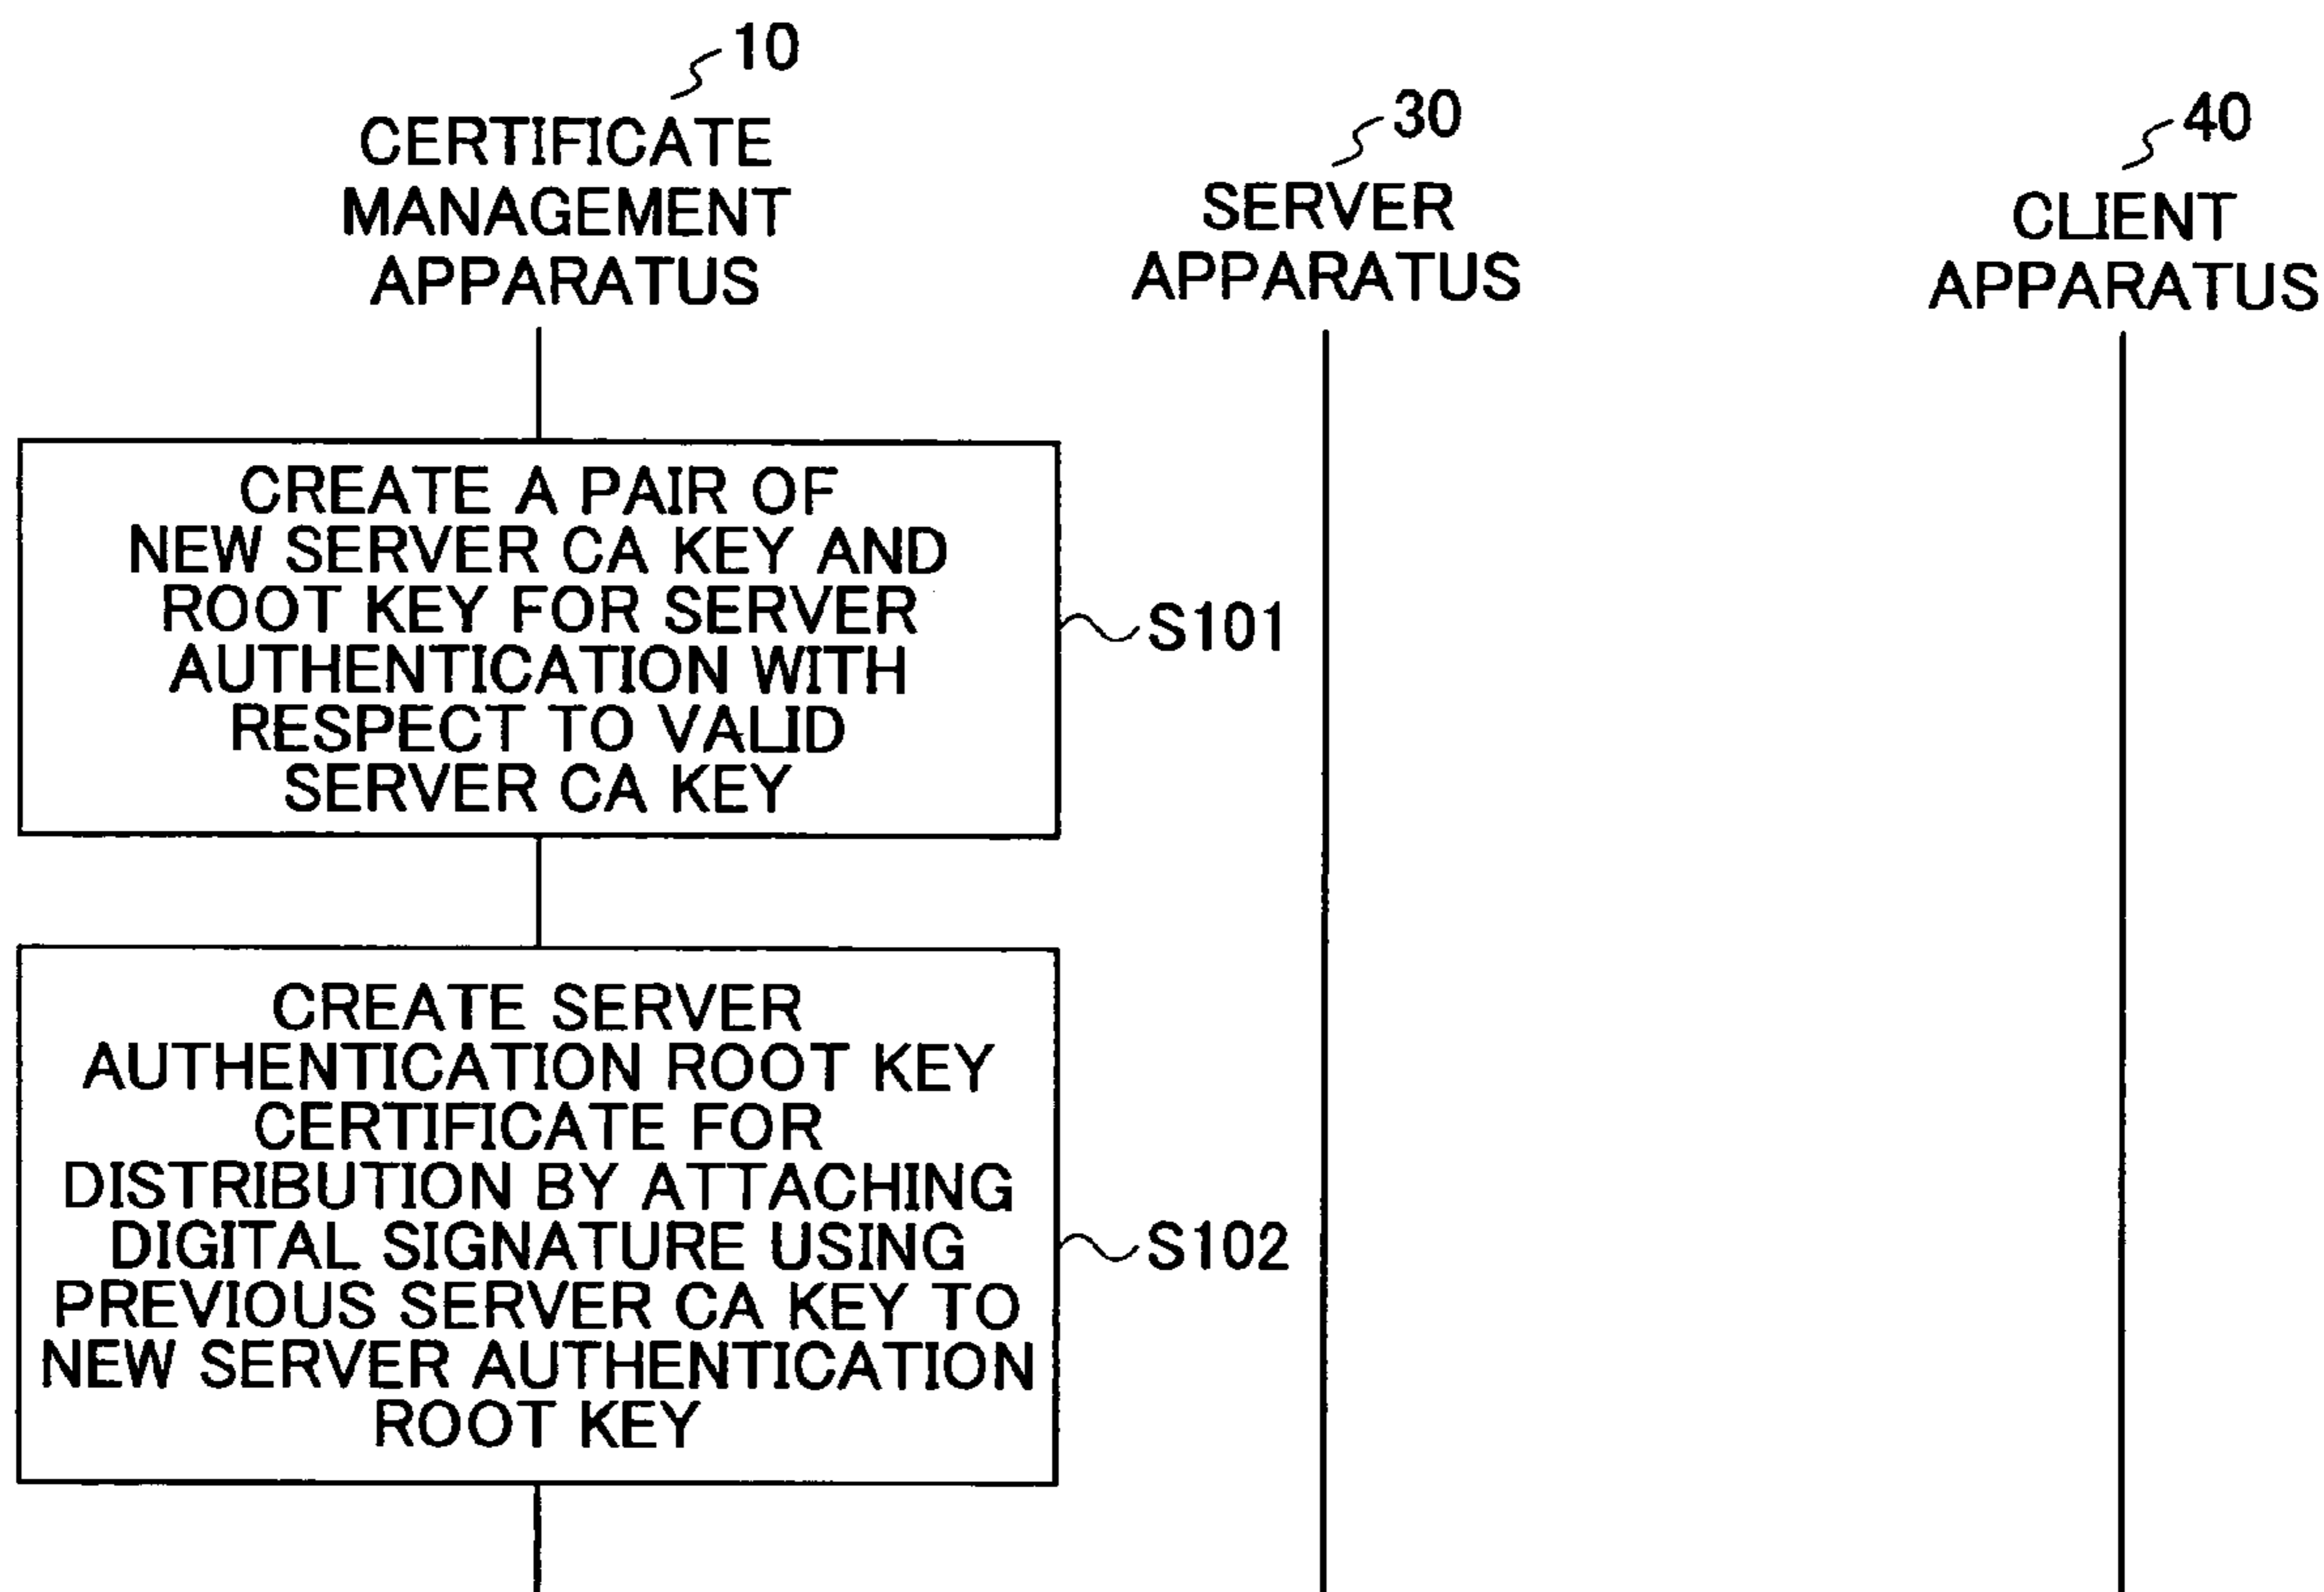 10
CERTIFICATE
MANAGEMENT
APPARATUS
30
SERVER
APPARATUS
40
CLIENT
APPARATUS
CREATE A PAIR OF
NEW SERVER CA KEY AND
ROOT KEY FOR SERVER
AUTHENTICATION WITH
RESPECT TO VALID
SERVER CA KEY
S101
CREATE SERVER
AUTHENTICATION ROOT KEY
CERTIFICATE FOR
DISTRIBUTION BY ATTACHING
DIGITAL SIGNATURE USING
PREVIOUS SERVER CA KEY TO
NEW SERVER AUTHENTICATION
ROOT KEY
S102